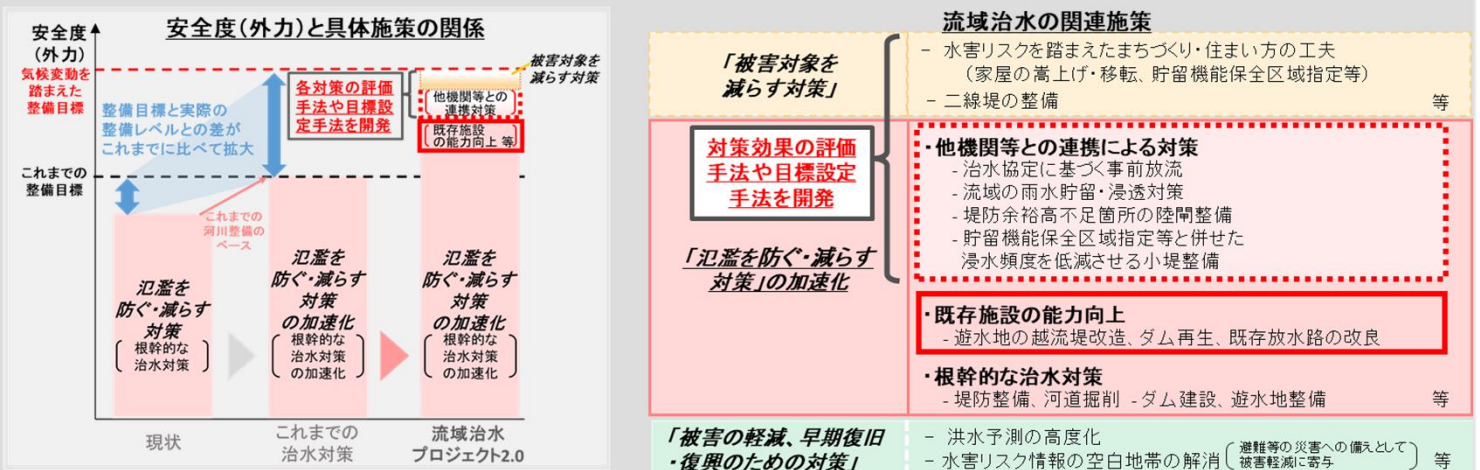 安全度(外力)と具体施策の関係
安全度
(外力)
気候変動を
踏まえた
整備目標
これまでの
整備目標
整備目標と実際の
整備レベルとの差が
これまでに比べて拡大
各対策の評価
手法や目標設
定手法を開発
被害対象を
減らす対策
他機関等との
連携対策
既存施設
の能力向上 等
これまでの
河川整備の
ペース
氾濫を
防ぐ・減らす
対策
根幹的な
治水対策
氾濫を
防ぐ・減らす
対策
の加速化
根幹的な
治水対策
の加速化
氾濫を
防ぐ・減らす
対策
の加速化
根幹的な
治水対策
の加速化
現状
これまでの
治水対策
流域治水
プロジェクト2.0
流域治水の関連施策
「被害対象を
減らす対策」
- 水害リスクを踏まえたまちづくり・住まい方の工夫
(家屋の嵩上げ・移転、貯留機能保全区域指定等)
- 二線堤の整備 等
対策効果の評価
手法や目標設定
手法を開発
「氾濫を防ぐ・減らす
対策」の加速化
・他機関等との連携による対策
- 治水協定に基づく事前放流
- 流域の雨水貯留・浸透対策
- 堤防余裕高不足箇所の陸閘整備
- 貯留機能保全区域指定等と併せた
浸水頻度を低減させる小堤整備
・既存施設の能力向上
- 遊水地の越流堤改造、ダム再生、既存放水路の改良
・根幹的な治水対策
- 堤防整備、河道掘削 - ダム建設、遊水地整備 等
「被害の軽減、早期復旧
・復興のための対策」
- 洪水予測の高度化
- 水害リスク情報の空白地帯の解消(避難等の災害への備えとして
被害軽減に寄与) 等